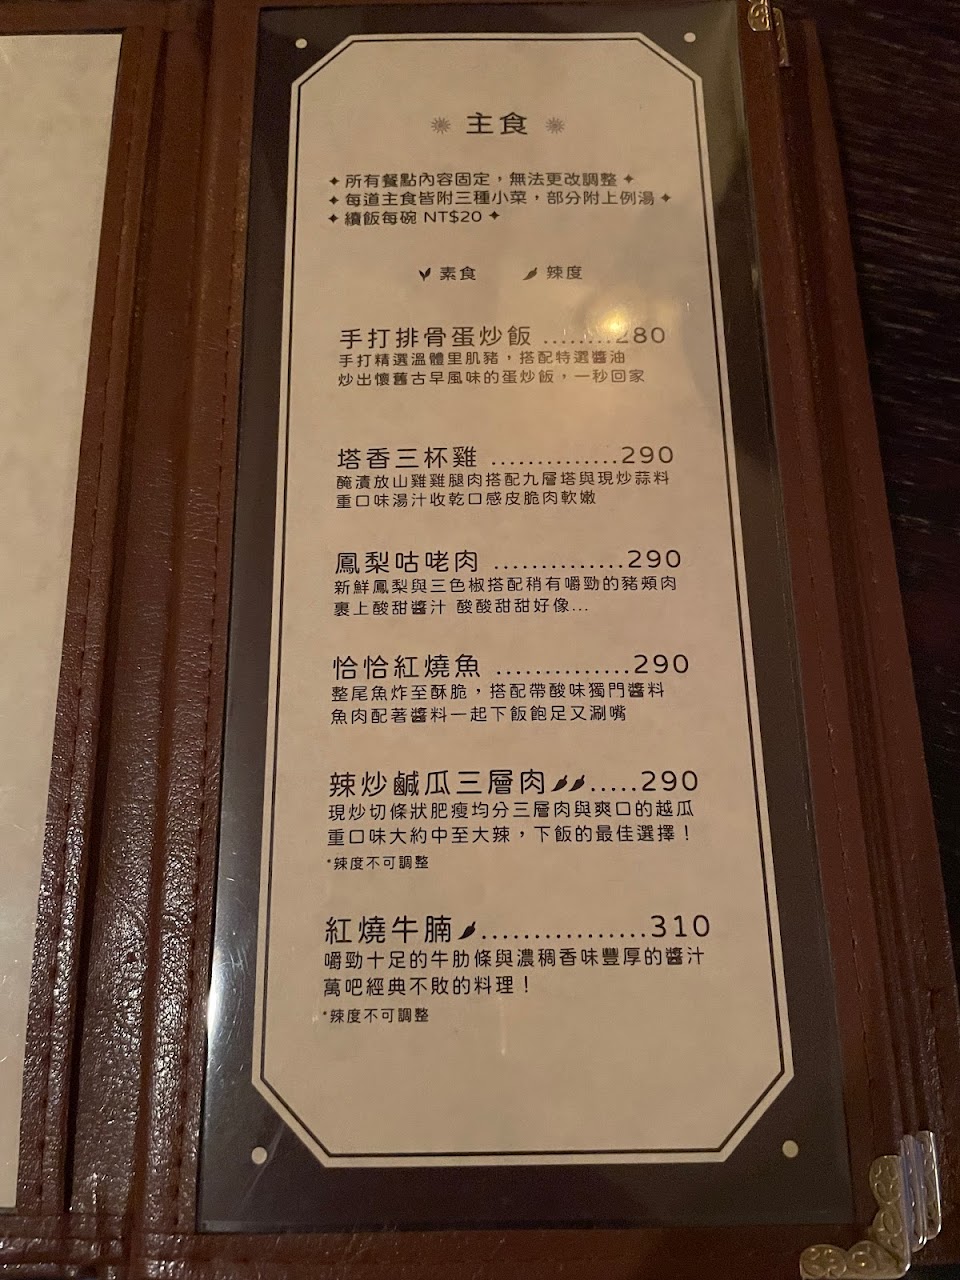 主食
✦ 所有餐點內容固定，無法更改調整 ✦
✦ 每道主食皆附三種小菜，部分附上例湯 ✦
✦ 續飯每碗 NT$20 ✦
素食 辣度
手打排骨蛋炒飯 ........280
手打精選溫體里肌豬，搭配特選醬油
炒出懷舊古早風味的蛋炒飯，一秒回家
塔香三杯雞 ..............290
醃漬放山雞雞腿肉搭配九層塔與現炒蒜料
重口味湯汁收乾口感皮脆肉軟嫩
鳳梨咕咾肉 ..............290
新鮮鳳梨與三色椒搭配稍有嚼勁的豬頰肉
裹上酸甜醬汁 酸酸甜甜好像...
恰恰紅燒魚 ...............290
整尾魚炸至酥脆，搭配帶酸味獨門醬料
魚肉配著醬料一起下飯飽足又涮嘴
辣炒鹹瓜三層肉.....290
現炒切條狀肥瘦均分三層肉與爽口的越瓜
重口味大約中至大辣，下飯的最佳選擇！
*辣度不可調整
紅燒牛腩................310
嚼勁十足的牛肋條與濃稠香味豐厚的醬汁
萬吧經典不敗的料理！
*辣度不可調整